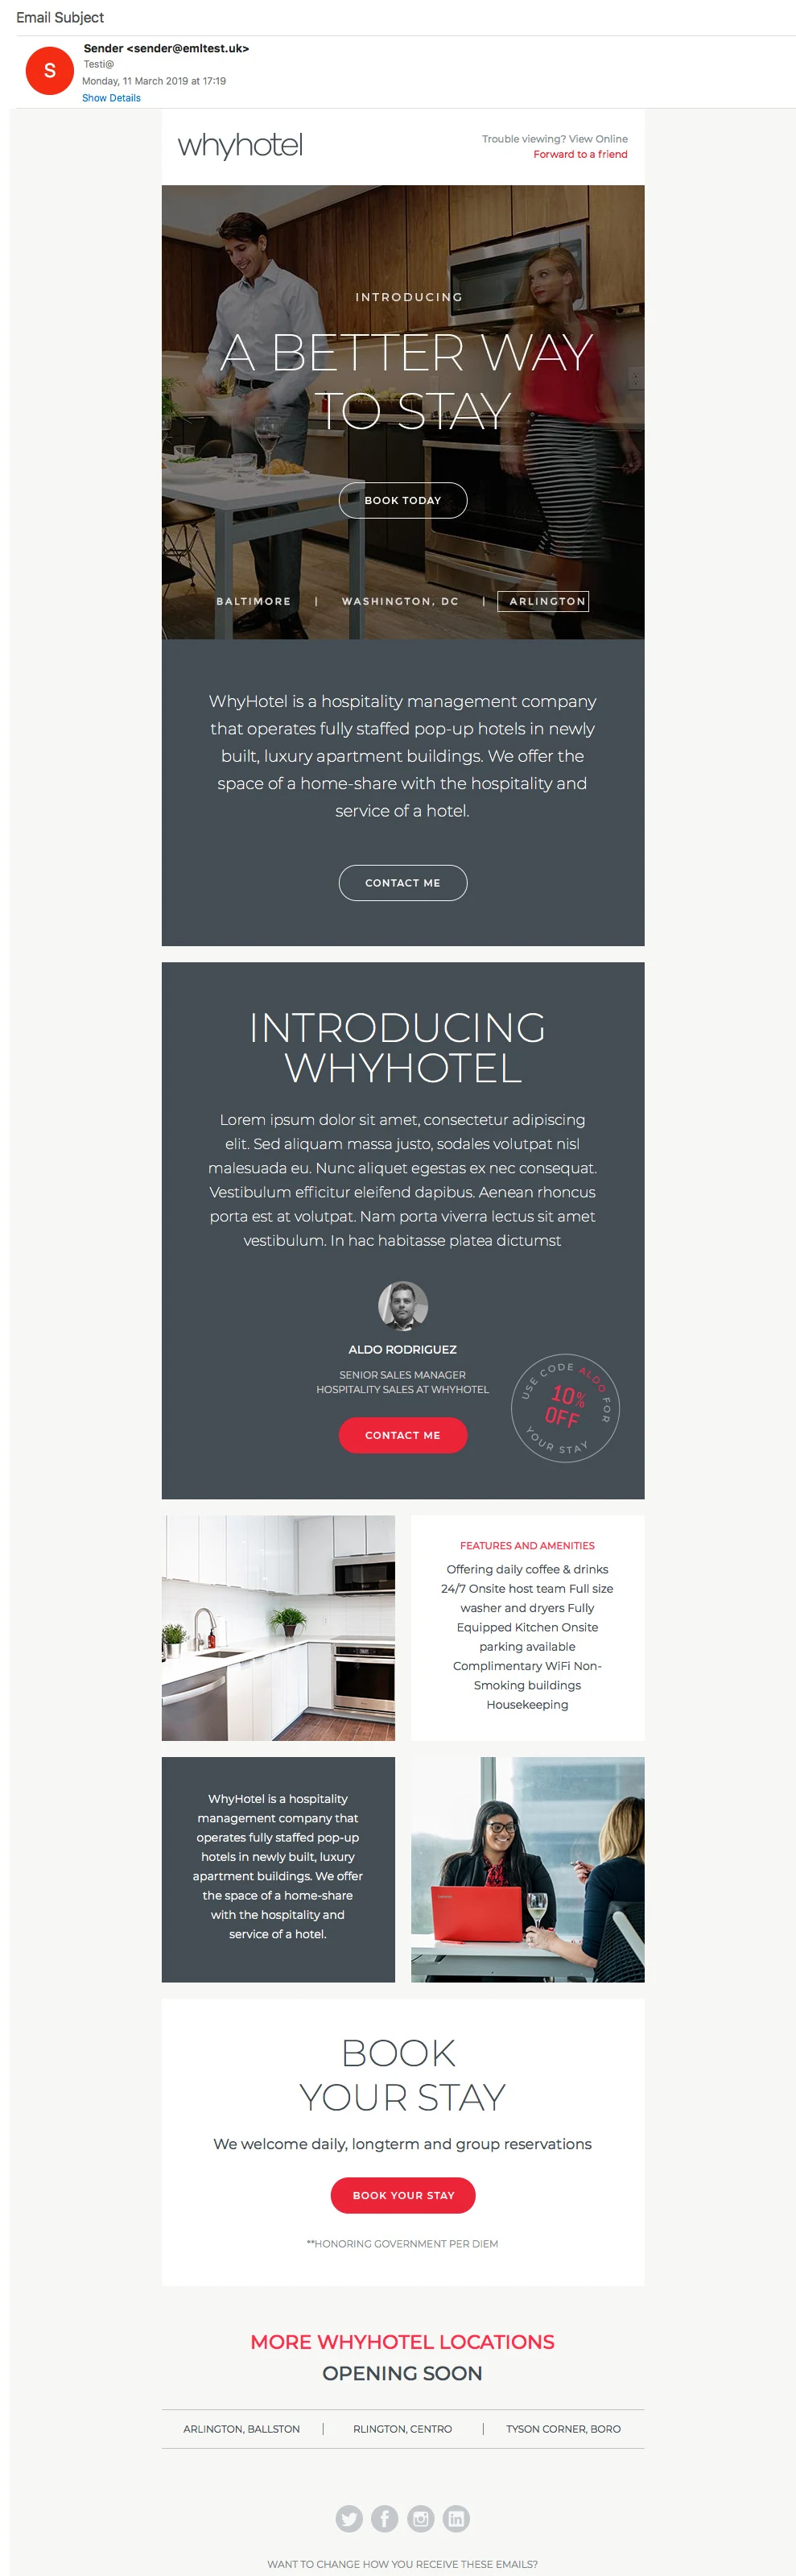 Email Subject
S
Sender <sender@emltest.uk>
Testi@
Monday, 11 March 2019 at 17:19
Show Details
whyhotel
Trouble viewing? View Online
Forward to a friend
INTRODUCING
A BETTER WAY
TO STAY
BOOK TODAY
BALTIMORE | WASHINGTON, DC | ARLINGTON
WhyHotel is a hospitality management company
that operates fully staffed pop-up hotels in newly
built, luxury apartment buildings. We offer the
space of a home-share with the hospitality and
service of a hotel.
CONTACT ME
INTRODUCING
WHYHOTEL
Lorem ipsum dolor sit amet, consectetur adipiscing
elit. Sed aliquam massa justo, sodales volutpat nisl
malesuada eu. Nunc aliquet egestas ex nec consequat.
Vestibulum efficitur eleifend dapibus. Aenean rhoncus
porta est at volutpat. Nam porta viverra lectus sit amet
vestibulum. In hac habitasse platea dictumst
ALDO RODRIGUEZ
SENIOR SALES MANAGER
HOSPITALITY SALES AT WHYHOTEL
CONTACT ME
USE CODE ALDO FOR
10%
OFF
YOUR STAY
FEATURES AND AMENITIES
Offering daily coffee & drinks
24/7 Onsite host team Full size
washer and dryers Fully
Equipped Kitchen Onsite
parking available
Complimentary WiFi Non-
Smoking buildings
Housekeeping
WhyHotel is a hospitality
management company that
operates fully staffed pop-up
hotels in newly built, luxury
apartment buildings. We offer
the space of a home-share
with the hospitality and
service of a hotel.
BOOK
YOUR STAY
We welcome daily, longterm and group reservations
BOOK YOUR STAY
**HONORING GOVERNMENT PER DIEM
MORE WHYHOTEL LOCATIONS
OPENING SOON
ARLINGTON, BALLSTON | RLINGTON, CENTRO | TYSON CORNER, BORO
WANT TO CHANGE HOW YOU RECEIVE THESE EMAILS?